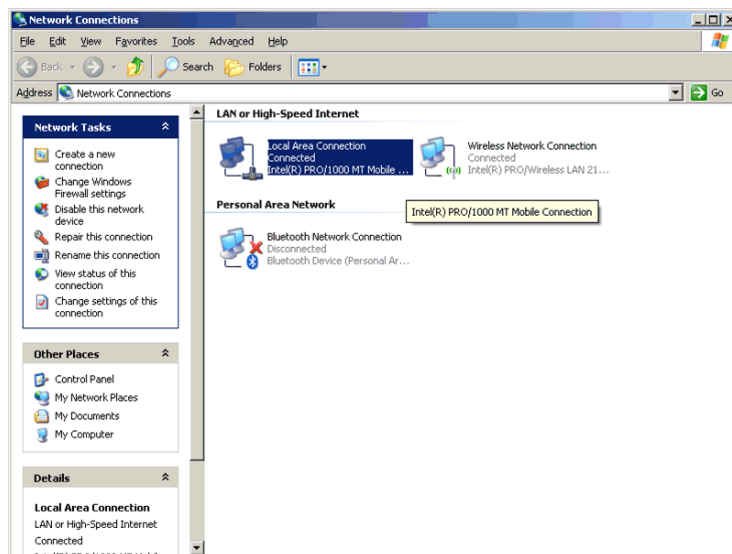 Network Connections
File Edit View Favorites Tools Advanced Help
Back Search Folders
Address Network Connections Go
Network Tasks
Create a new
connection
Change Windows
Firewall settings
Disable this network
device
Repair this connection
Rename this connection
View status of this
connection
Change settings of this
connection
Other Places
Control Panel
My Network Places
My Documents
My Computer
Details
Local Area Connection
LAN or High-Speed Internet
Connected
LAN or High-Speed Internet
Local Area Connection
Connected
Intel(R) PRO/1000 MT Mobile ...
Wireless Network Connection
Connected
Intel(R) PRO/Wireless LAN 21...
Personal Area Network
Intel(R) PRO/1000 MT Mobile Connection
Bluetooth Network Connection
Disconnected
Bluetooth Device (Personal Ar...